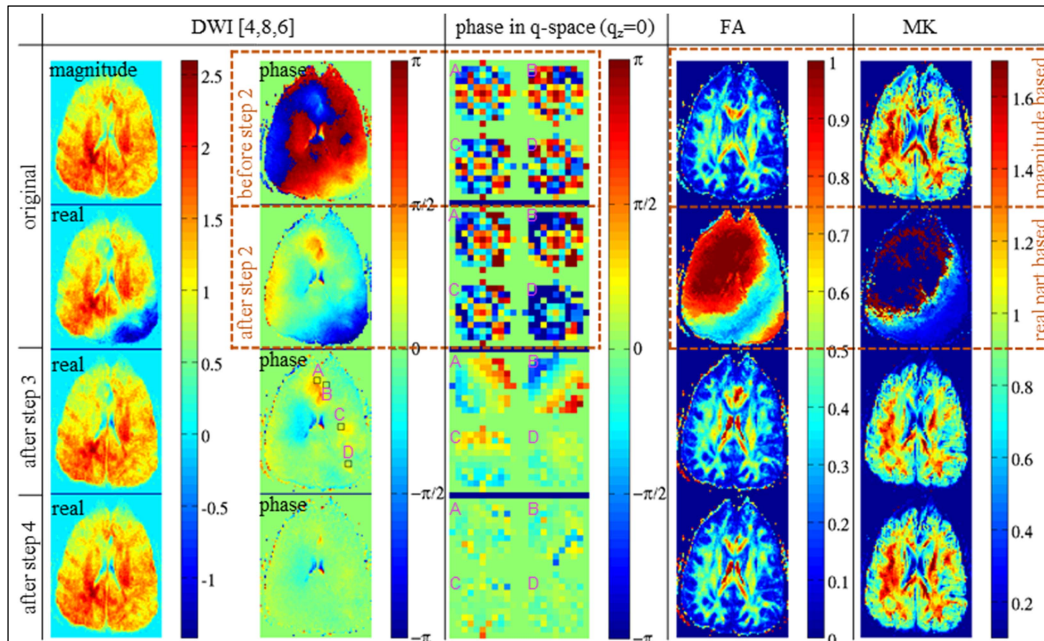 DWI [4,8,6]
phase in q-space (q_z=0)
FA
MK
original
after step 3
after step 4
before step 2
after step 2
magnitude based
real part based
magnitude
phase
real
real
phase
real
phase
A
B
C
D
A B
C D
A B
C D
A B
C D
A B
C D
2.5
2
1.5
1
0.5
0
-0.5
-1
π
π/2
0
−π/2
−π
π
π/2
0
−π/2
−π
1
0.9
0.8
0.7
0.6
0.5
0.4
0.3
0.2
0.1
0
1.6
1.4
1.2
1
0.8
0.6
0.4
0.2